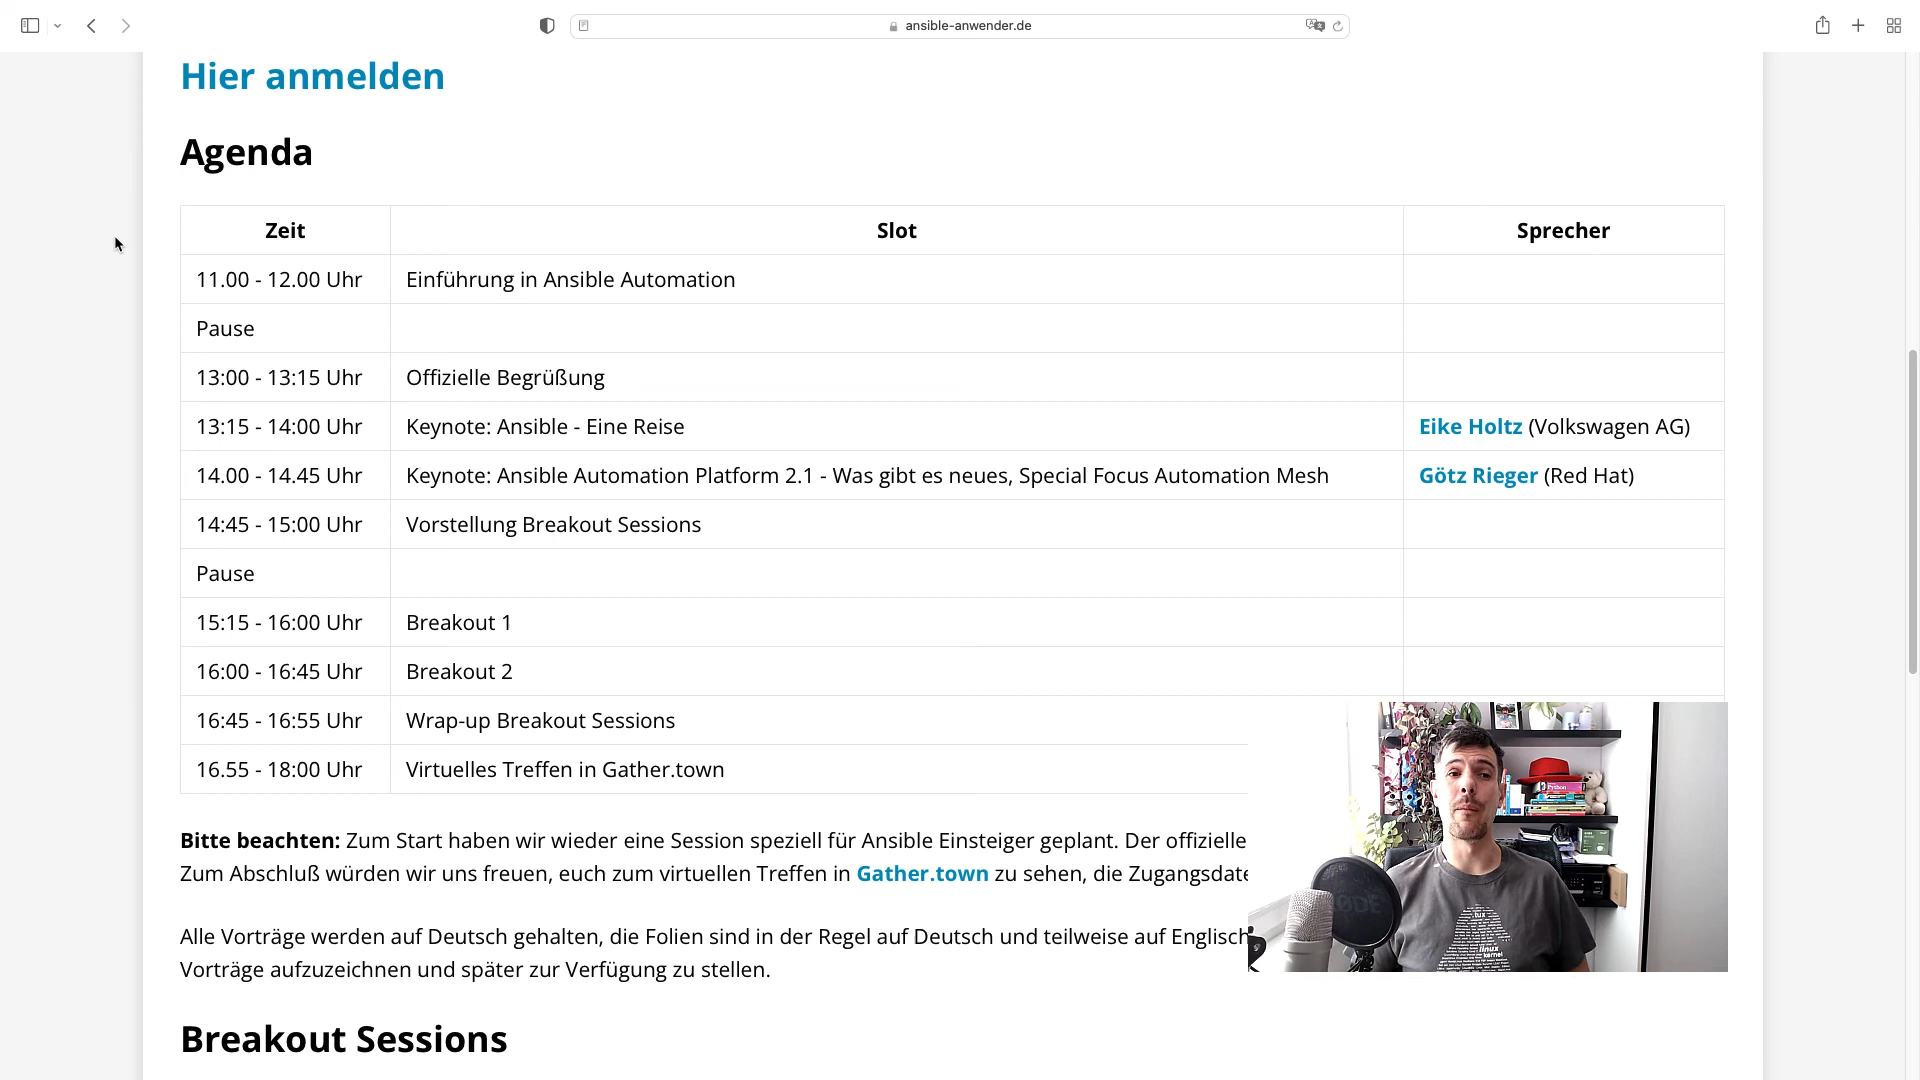 ansible-anwender.de
Hier anmelden
Agenda
Zeit Slot Sprecher
11.00 - 12.00 Uhr Einführung in Ansible Automation
Pause
13:00 - 13:15 Uhr Offizielle Begrüßung
13:15 - 14:00 Uhr Keynote: Ansible - Eine Reise Eike Holtz (Volkswagen AG)
14.00 - 14.45 Uhr Keynote: Ansible Automation Platform 2.1 - Was gibt es neues, Special Focus Automation Mesh Götz Rieger (Red Hat)
14:45 - 15:00 Uhr Vorstellung Breakout Sessions
Pause
15:15 - 16:00 Uhr Breakout 1
16:00 - 16:45 Uhr Breakout 2
16:45 - 16:55 Uhr Wrap-up Breakout Sessions
16.55 - 18:00 Uhr Virtuelles Treffen in Gather.town
Bitte beachten: Zum Start haben wir wieder eine Session speziell für Ansible Einsteiger geplant. Der offizielle
Zum Abschluß würden wir uns freuen, euch zum virtuellen Treffen in Gather.town zu sehen, die Zugangsdate
Alle Vorträge werden auf Deutsch gehalten, die Folien sind in der Regel auf Deutsch und teilweise auf Englisch
Vorträge aufzuzeichnen und später zur Verfügung zu stellen.
Python
RØDE
linux
kernel
Breakout Sessions